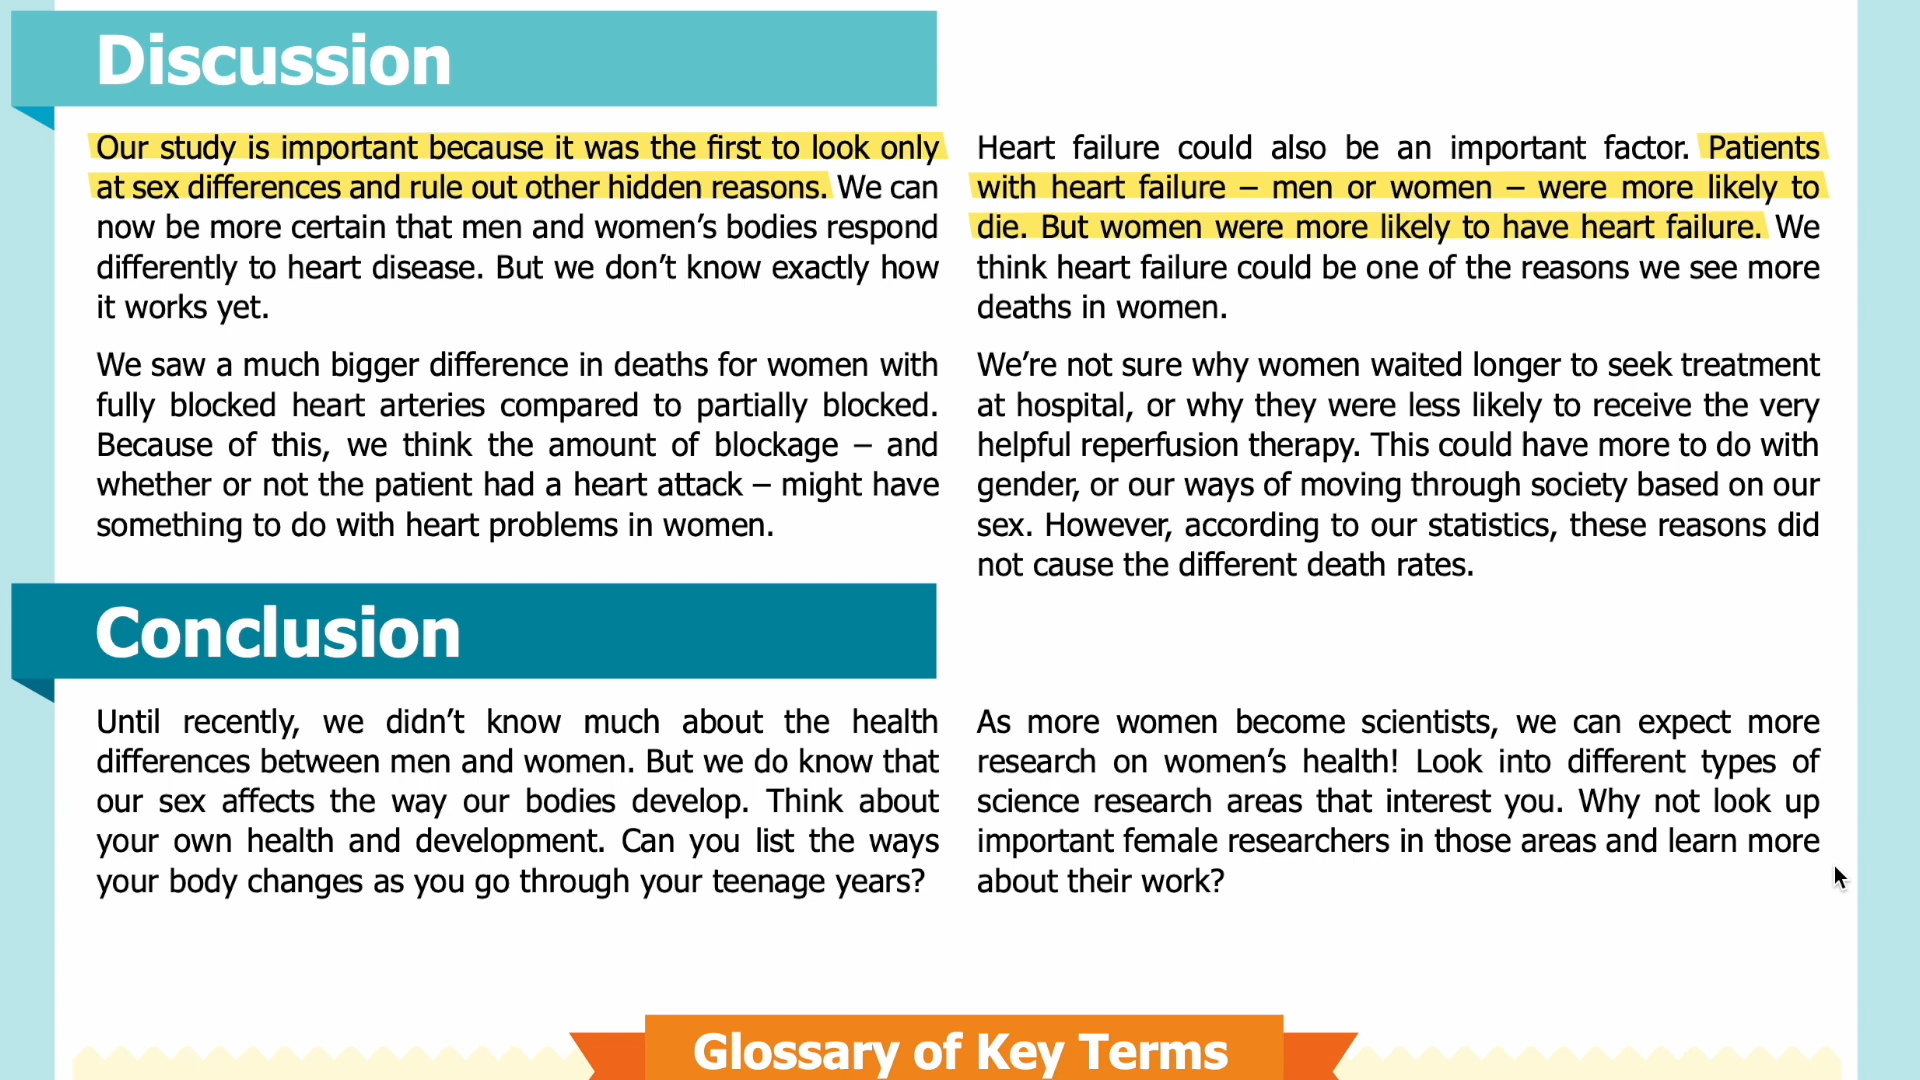 Discussion
Our study is important because it was the first to look only
at sex differences and rule out other hidden reasons. We can
now be more certain that men and women’s bodies respond
differently to heart disease. But we don’t know exactly how
it works yet.
We saw a much bigger difference in deaths for women with
fully blocked heart arteries compared to partially blocked.
Because of this, we think the amount of blockage – and
whether or not the patient had a heart attack – might have
something to do with heart problems in women.
Heart failure could also be an important factor. Patients
with heart failure – men or women – were more likely to
die. But women were more likely to have heart failure. We
think heart failure could be one of the reasons we see more
deaths in women.
We’re not sure why women waited longer to seek treatment
at hospital, or why they were less likely to receive the very
helpful reperfusion therapy. This could have more to do with
gender, or our ways of moving through society based on our
sex. However, according to our statistics, these reasons did
not cause the different death rates.
Conclusion
Until recently, we didn’t know much about the health
differences between men and women. But we do know that
our sex affects the way our bodies develop. Think about
your own health and development. Can you list the ways
your body changes as you go through your teenage years?
As more women become scientists, we can expect more
research on women’s health! Look into different types of
science research areas that interest you. Why not look up
important female researchers in those areas and learn more
about their work?
Glossary of Key Terms